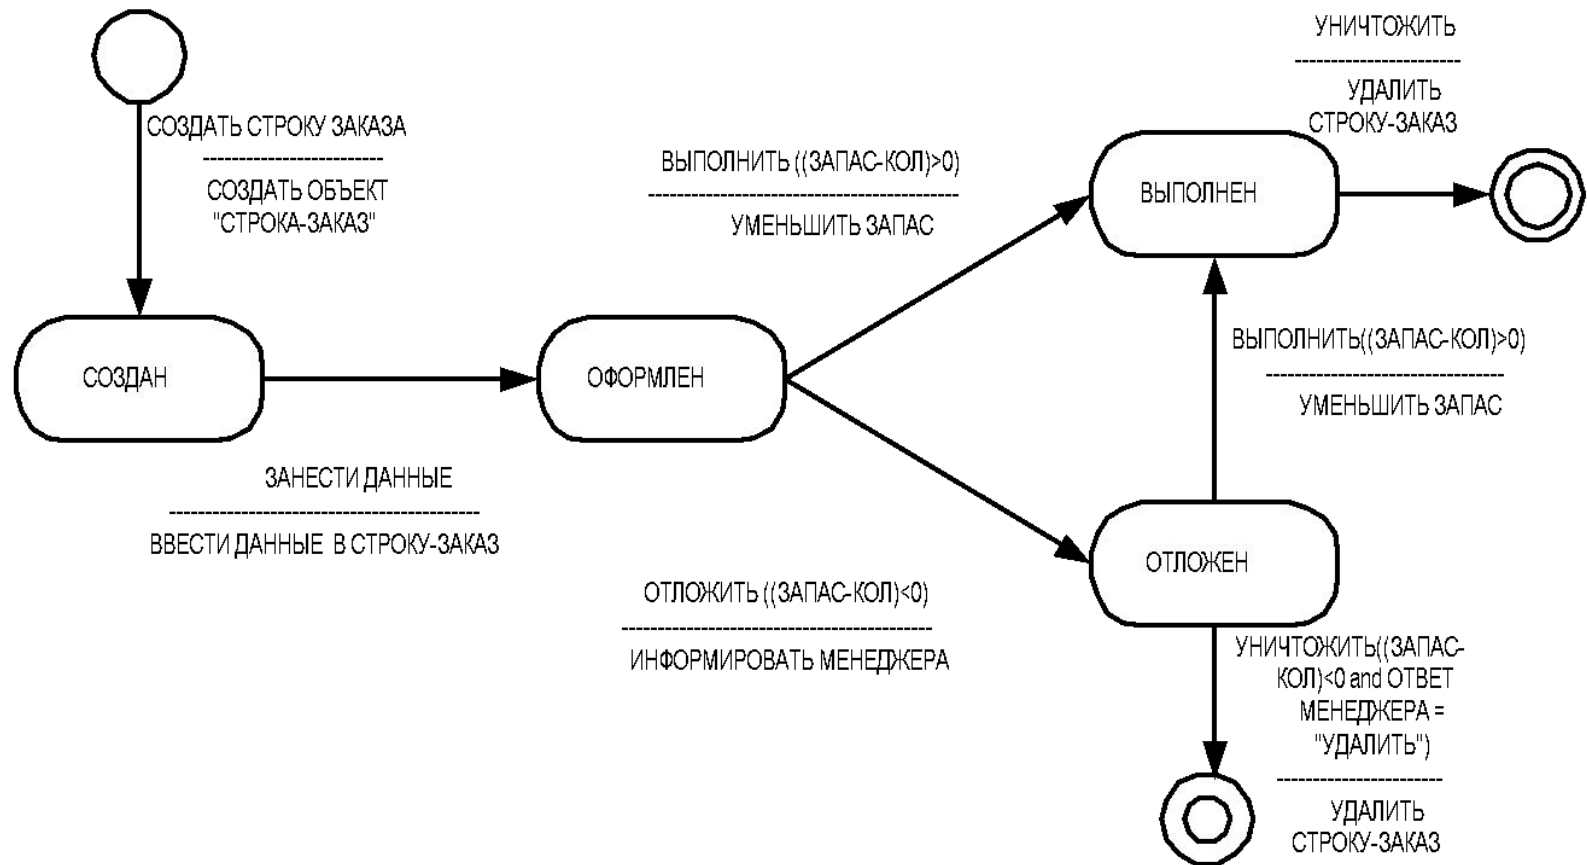 СОЗДАТЬ СТРОКУ ЗАКАЗА
-------------------------
СОЗДАТЬ ОБЪЕКТ
"СТРОКА-ЗАКАЗ"
СОЗДАН
ЗАНЕСТИ ДАННЫЕ
-------------------------------------------
ВВЕСТИ ДАННЫЕ В СТРОКУ-ЗАКАЗ
ОФОРМЛЕН
ВЫПОЛНИТЬ ((ЗАПАС-КОЛ)>0)
-------------------------------------------
УМЕНЬШИТЬ ЗАПАС
ОТЛОЖИТЬ ((ЗАПАС-КОЛ)<0)
-------------------------------------------
ИНФОРМИРОВАТЬ МЕНЕДЖЕРА
ВЫПОЛНЕН
УНИЧТОЖИТЬ
-----------------------
УДАЛИТЬ
СТРОКУ-ЗАКАЗ
ВЫПОЛНИТЬ((ЗАПАС-КОЛ)>0)
---------------------------------
УМЕНЬШИТЬ ЗАПАС
ОТЛОЖЕН
УНИЧТОЖИТЬ((ЗАПАС-
КОЛ)<0 and ОТВЕТ
МЕНЕДЖЕРА =
"УДАЛИТЬ")
-----------------------
УДАЛИТЬ
СТРОКУ-ЗАКАЗ